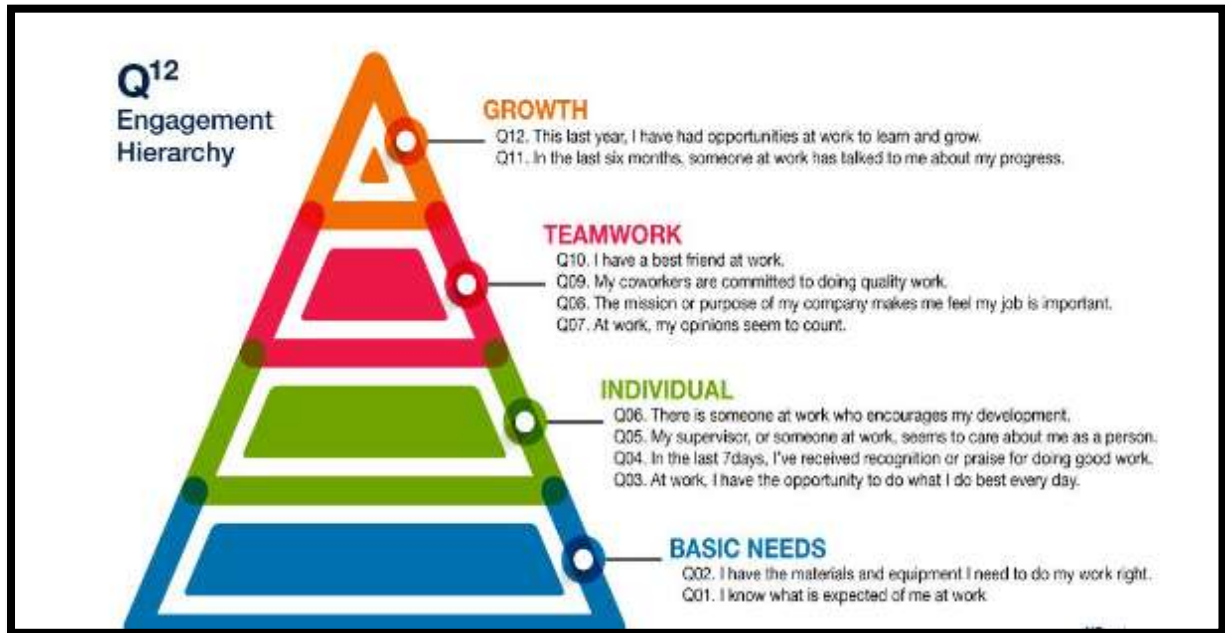 Q12
Engagement
Hierarchy
GROWTH
Q12. This last year, I have had opportunities at work to learn and grow.
Q11. In the last six months, someone at work has talked to me about my progress.
TEAMWORK
Q10. I have a best friend at work.
Q09. My coworkers are committed to doing quality work.
Q08. The mission or purpose of my company makes me feel my job is important.
Q07. At work, my opinions seem to count.
INDIVIDUAL
Q06. There is someone at work who encourages my development.
Q05. My supervisor, or someone at work, seems to care about me as a person.
Q04. In the last 7days, I've received recognition or praise for doing good work.
Q03. At work, I have the opportunity to do what I do best every day.
BASIC NEEDS
Q02. I have the materials and equipment I need to do my work right.
Q01. I know what is expected of me at work